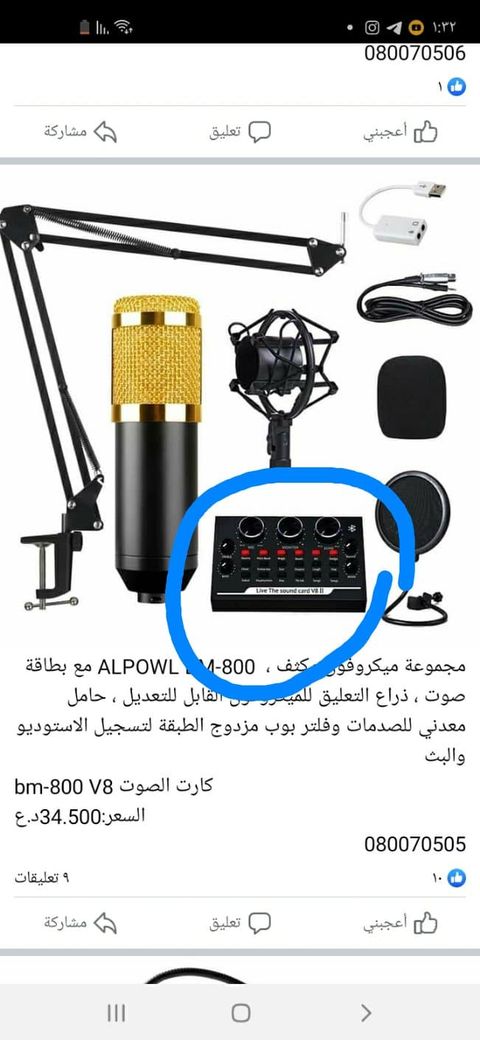 ١:٣٢
080070506
١
أعجبني تعليق مشاركة
MONITOR
Live The sound card V8 II
مجموعة ميكروفون مكثف ، ALPOWL BM-800 مع بطاقة
صوت ، ذراع التعليق للميكروفون القابل للتعديل ، حامل
معدني للصدمات وفلتر بوب مزدوج الطبقة لتسجيل الاستوديو
والبث
كارت الصوت bm-800 V8
السعر:34.500د.ع
080070505
١٠
٩ تعليقات
أعجبني تعليق مشاركة